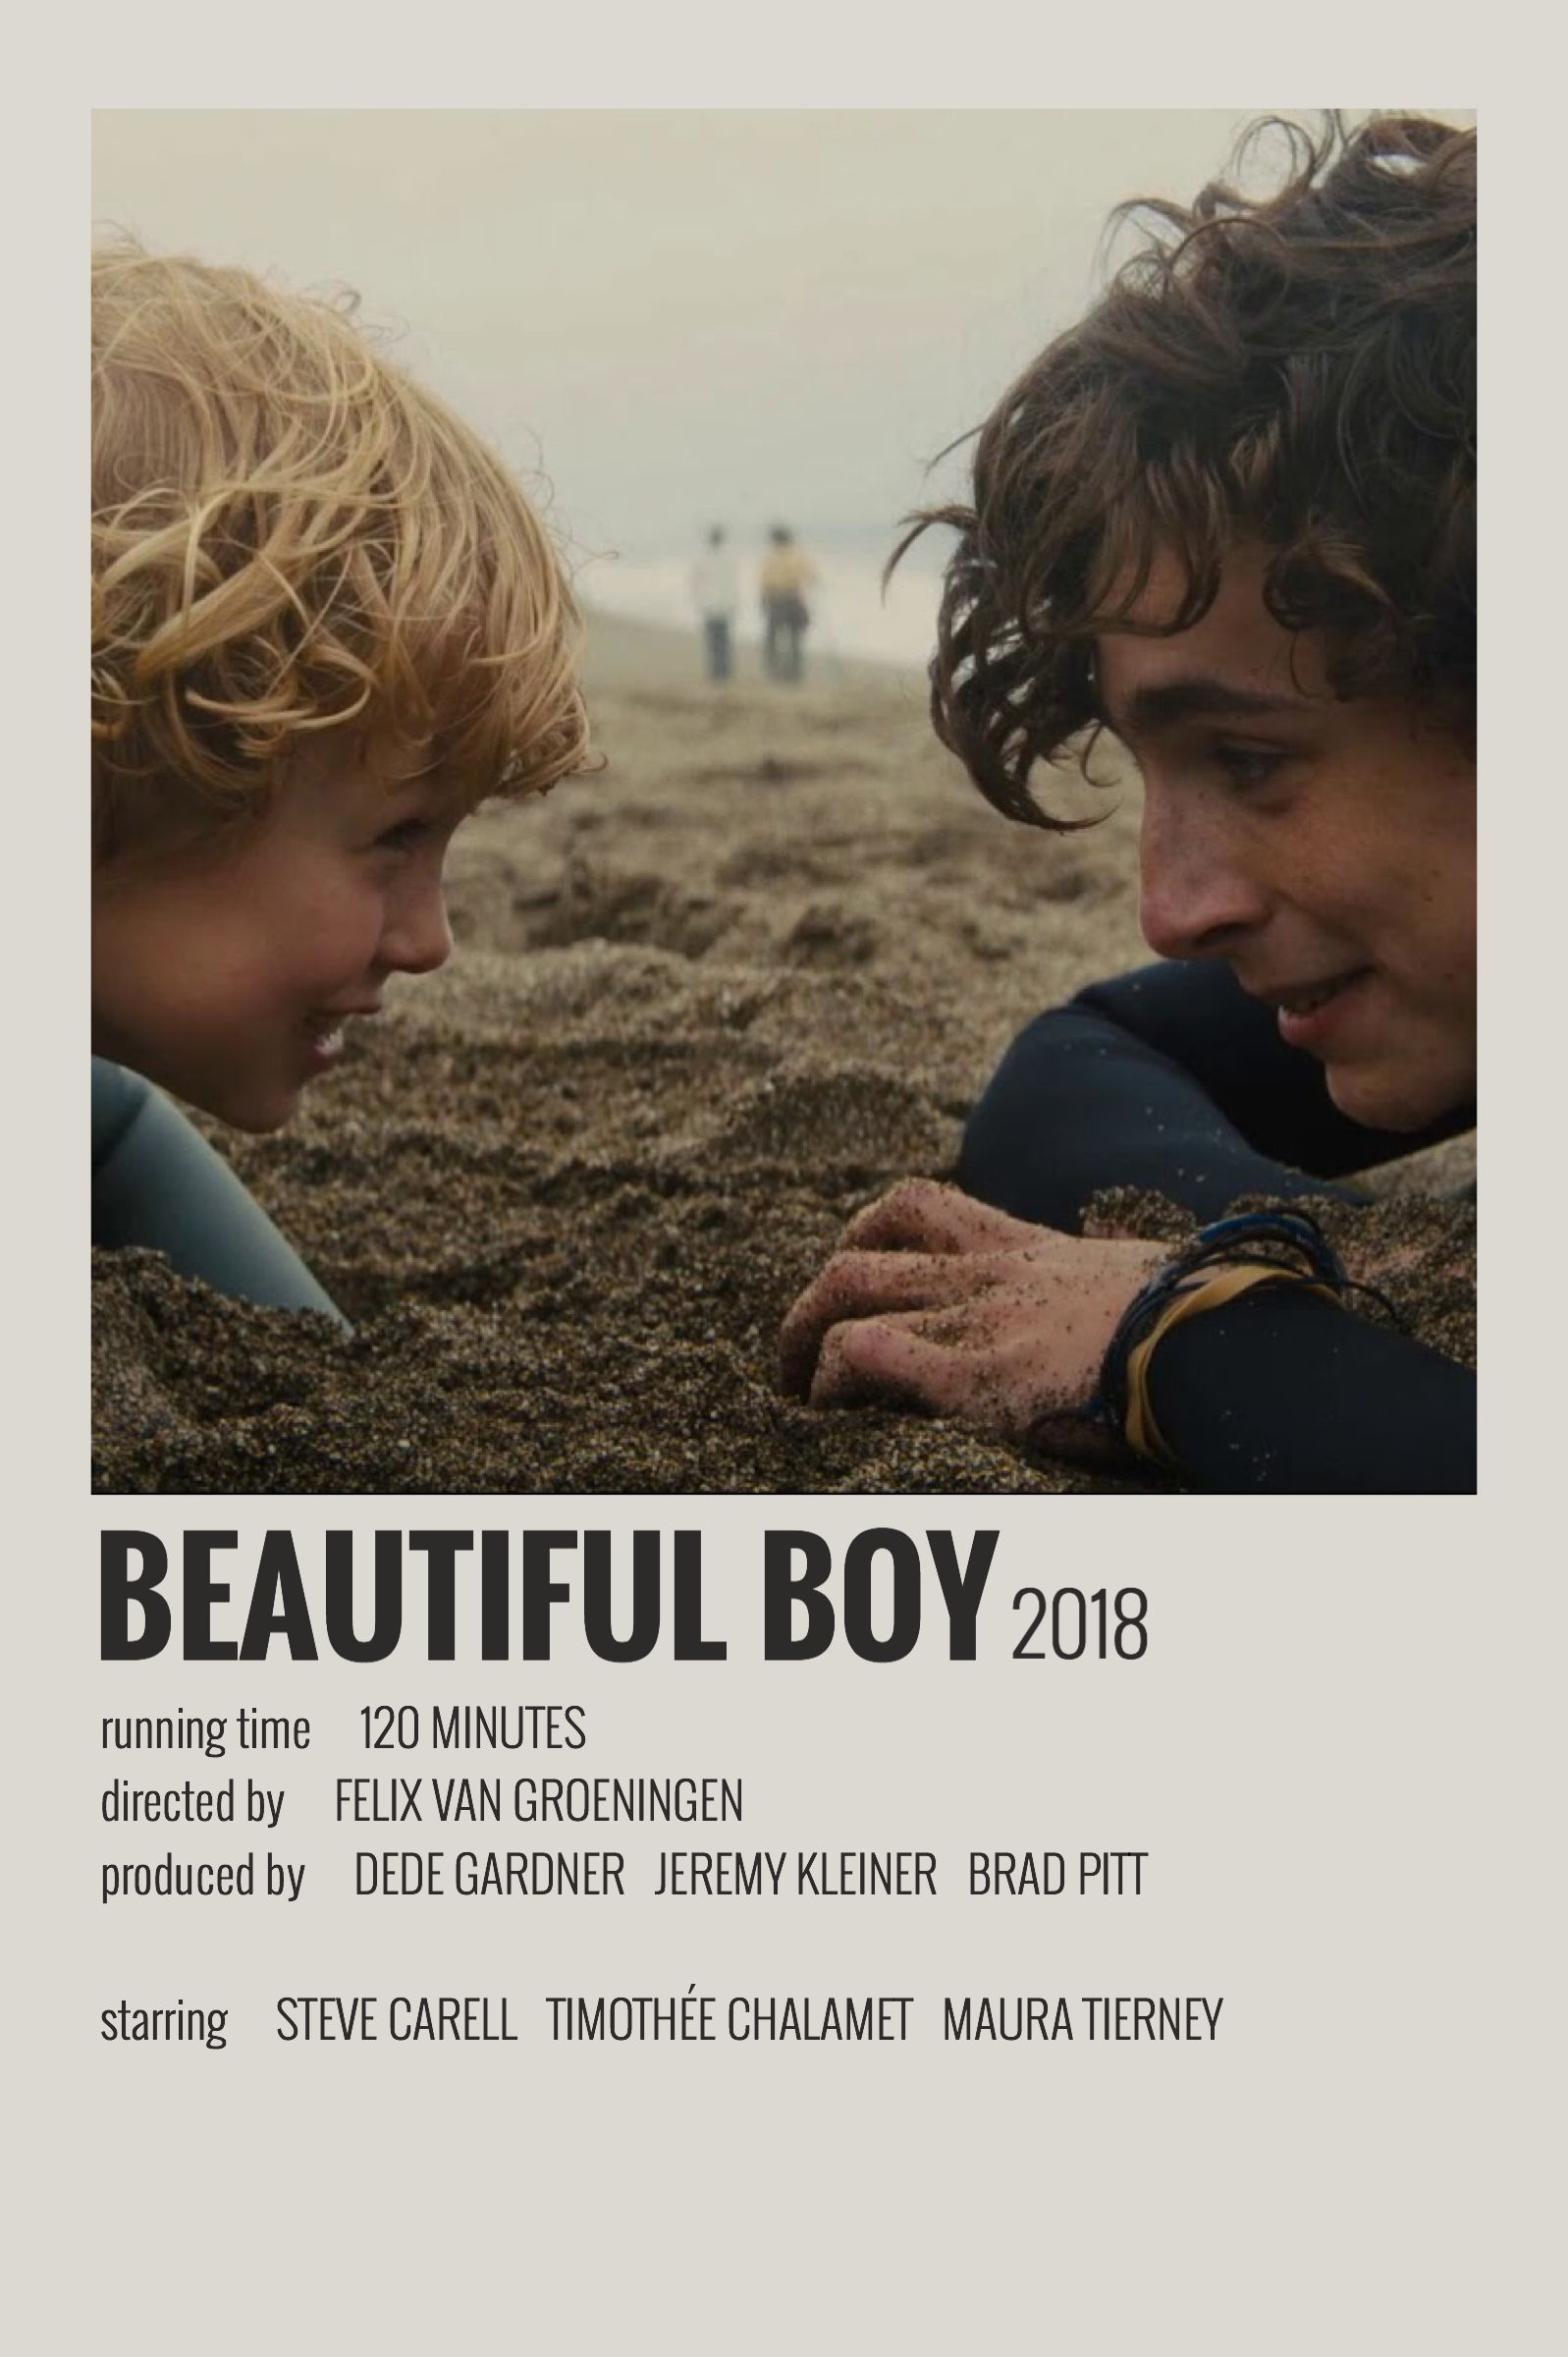 BEAUTIFUL BOY 2018
running time 120 MINUTES
directed by FELIX VAN GROENINGEN
produced by DEDE GARDNER JEREMY KLEINER BRAD PITT
starring STEVE CARELL TIMOTHÉE CHALAMET MAURA TIERNEY